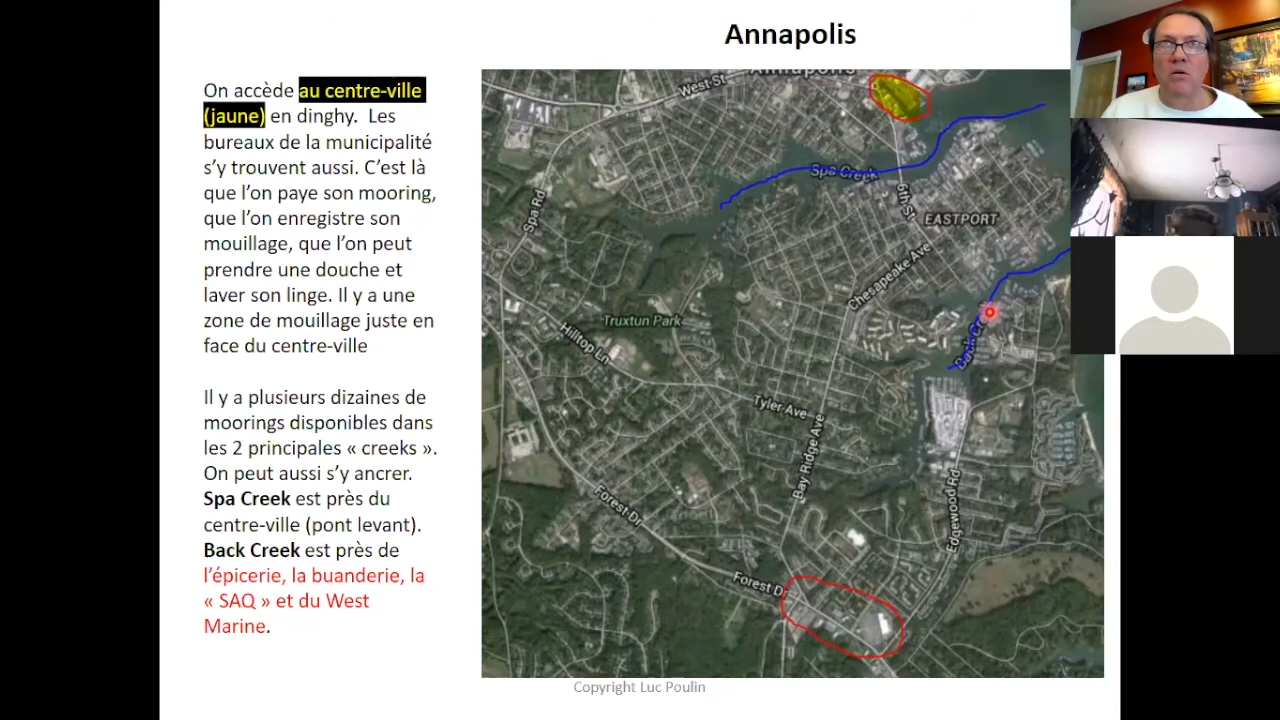 Annapolis
On accède au centre-ville
(jaune) en dinghy. Les
bureaux de la municipalité
s'y trouvent aussi. C'est là
que l'on paye son mooring,
que l'on enregistre son
mouillage, que l'on peut
prendre une douche et
laver son linge. Il y a une
zone de mouillage juste en
face du centre-ville
Il y a plusieurs dizaines de
moorings disponibles dans
les 2 principales « creeks ».
On peut aussi s'y ancrer.
Spa Creek est près du
centre-ville (pont levant).
Back Creek est près de
l'épicerie, la buanderie, la
« SAQ » et du West
Marine.
Annapolis
West St
Spa Creek
Spa Rd
6th St
EASTPORT
Chesapeake Ave
Truxtun Park
Hilltop Ln
Back Creek
Tyler Ave
Bay Ridge Ave
Forest Dr
Edgewood Rd
Forest Dr
Copyright Luc Poulin